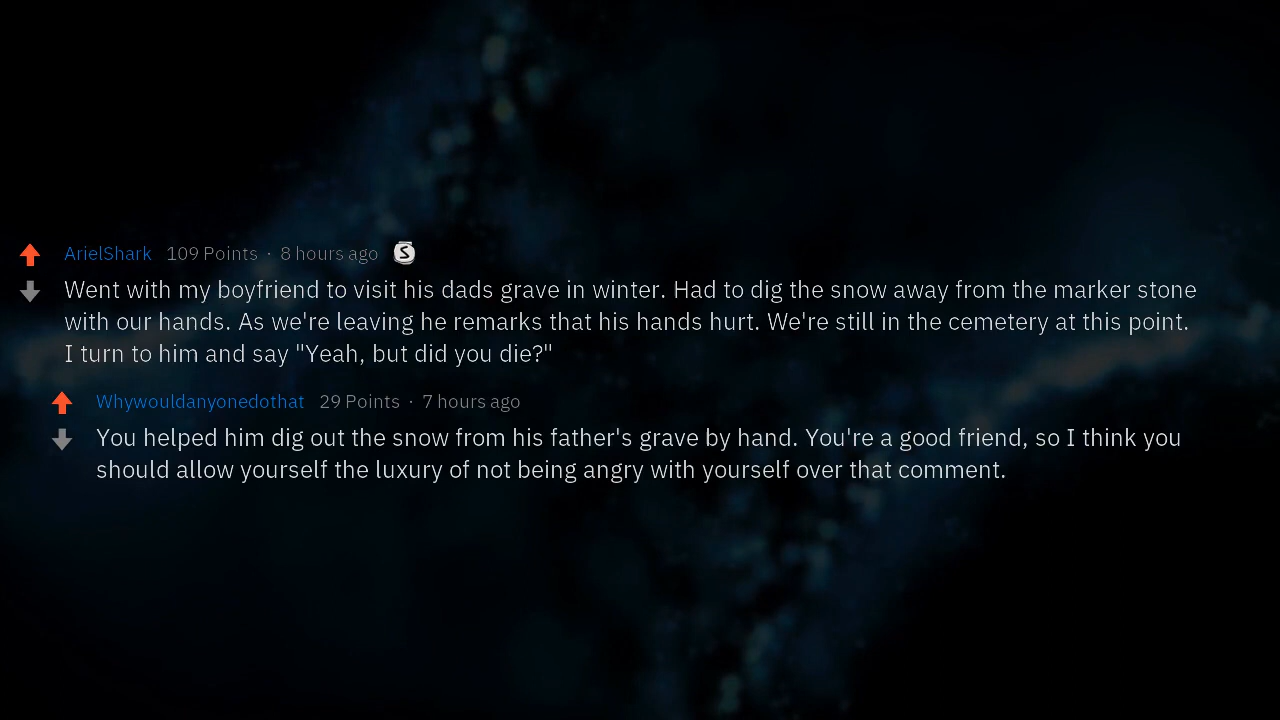 ArielShark 109 Points · 8 hours ago S
Went with my boyfriend to visit his dads grave in winter. Had to dig the snow away from the marker stone
with our hands. As we're leaving he remarks that his hands hurt. We're still in the cemetery at this point.
I turn to him and say "Yeah, but did you die?"
Whywouldanyonedothat 29 Points · 7 hours ago
You helped him dig out the snow from his father's grave by hand. You're a good friend, so I think you
should allow yourself the luxury of not being angry with yourself over that comment.